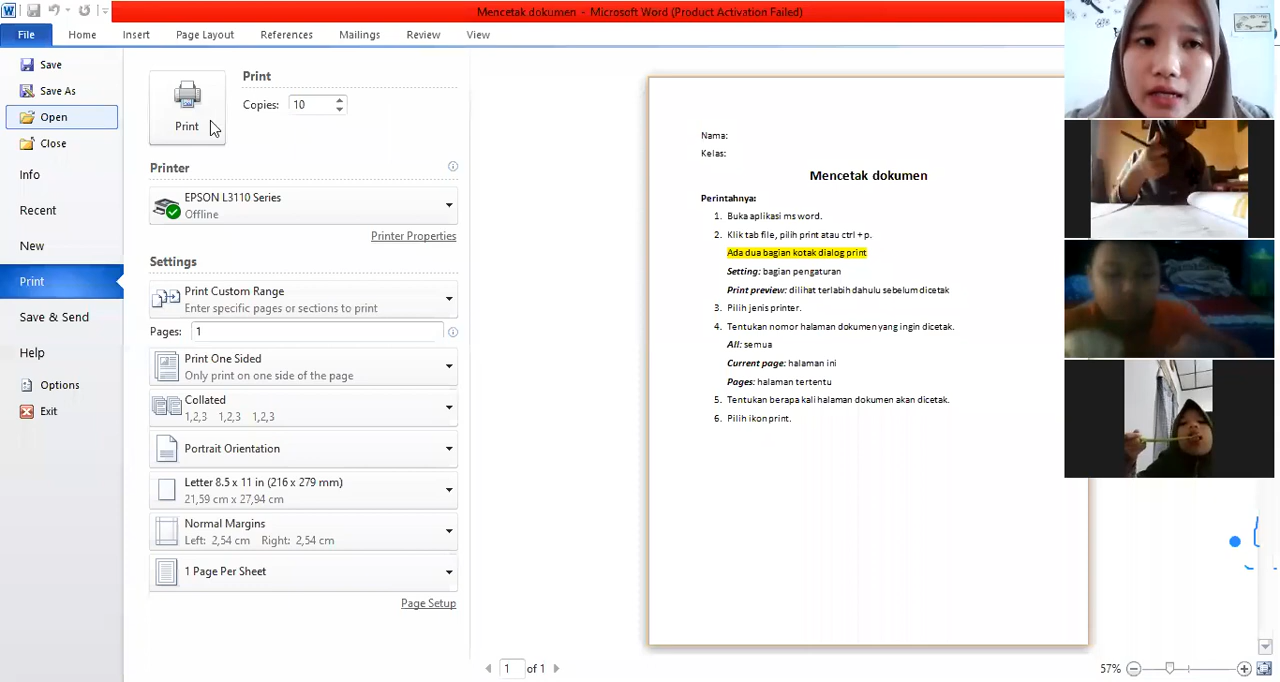 Mencetak dokumen - Microsoft Word (Product Activation Failed)
File Home Insert Page Layout References Mailings Review View
Save
Save As
Open
Close
Info
Recent
New
Print
Save & Send
Help
Options
Exit
Print
Print
Copies: 10
Printer
EPSON L3110 Series
Offline
Printer Properties
Settings
Print Custom Range
Enter specific pages or sections to print
Pages: 1
Print One Sided
Only print on one side of the page
Collated
1,2,3 1,2,3 1,2,3
Portrait Orientation
Letter 8.5 x 11 in (216 x 279 mm)
21,59 cm x 27,94 cm
Normal Margins
Left: 2,54 cm Right: 2,54 cm
1 Page Per Sheet
Page Setup
Nama:
Kelas:
Mencetak dokumen
Perintahnya:
1. Buka aplikasi ms word.
2. Klik tab file, pilih print atau ctrl + p.
Ada dua bagian kotak dialog print
Setting: bagian pengaturan
Print preview: dilihat terlabih dahulu sebelum dicetak
3. Pilih jenis printer.
4. Tentukan nomor halaman dokumen yang ingin dicetak.
All: semua
Current page: halaman ini
Pages: halaman tertentu
5. Tentukan berapa kali halaman dokumen akan dicetak.
6. Pilih ikon print.
1 of 1
57%